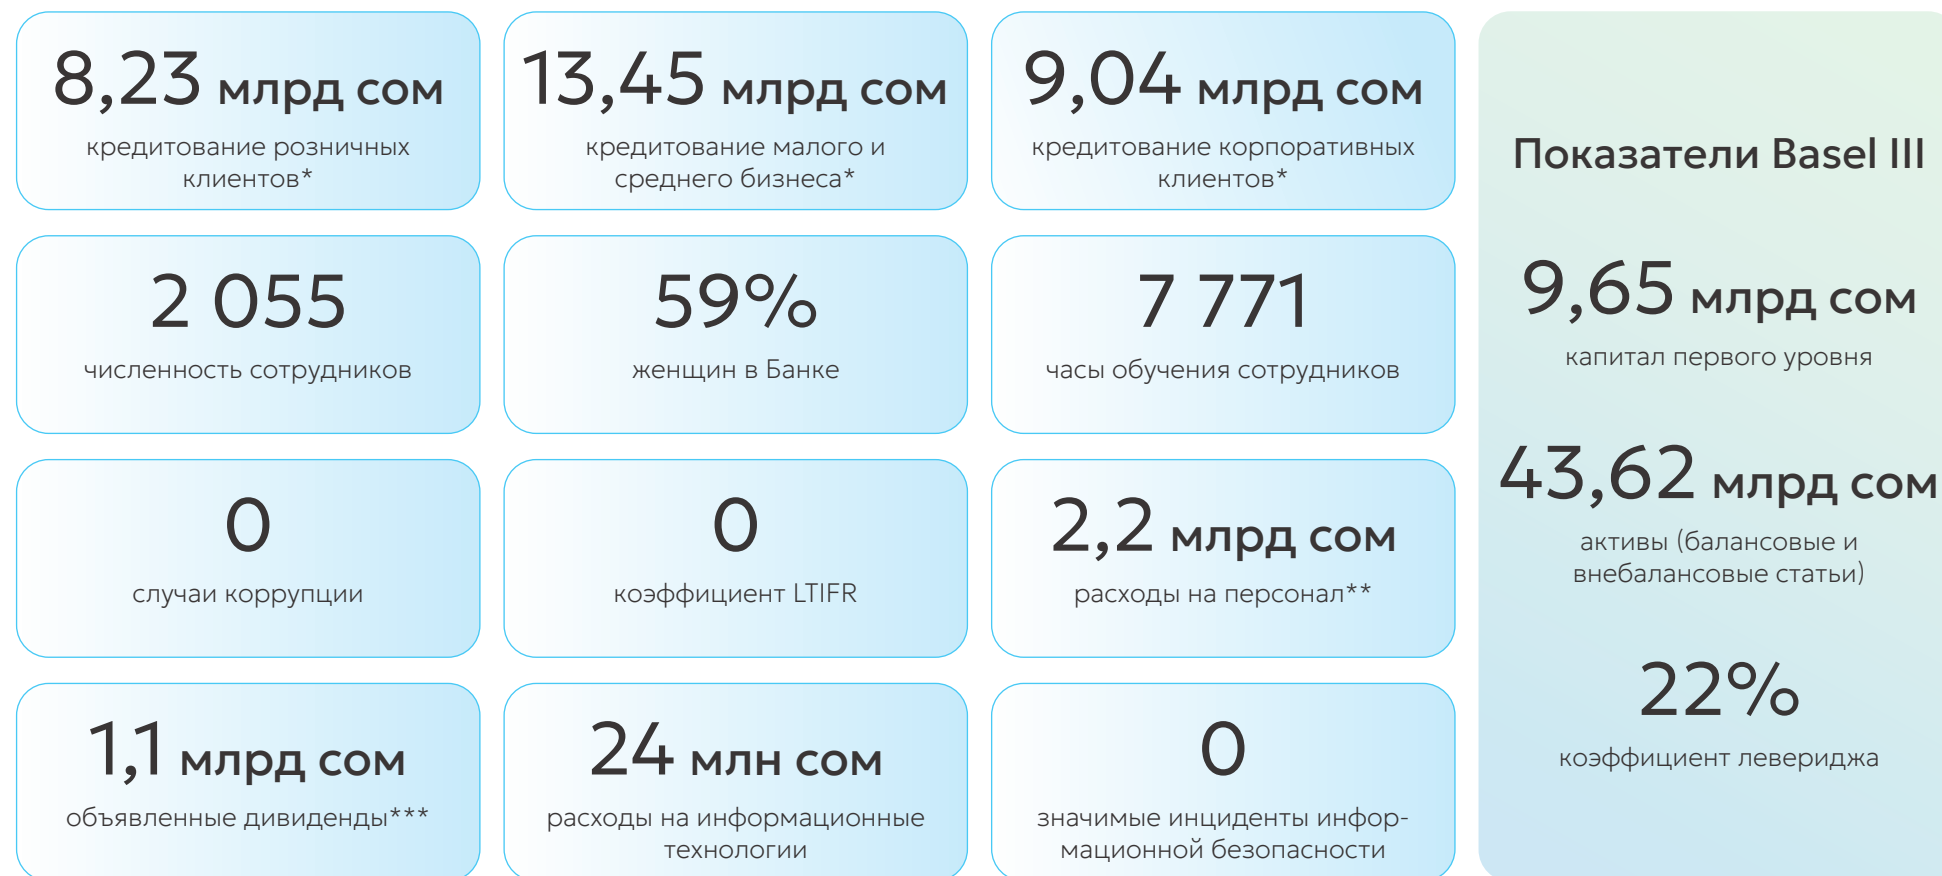 8,23 млрд сом
кредитование розничных
клиентов*
13,45 млрд сом
кредитование малого и
среднего бизнеса*
9,04 млрд сом
кредитование корпоративных
клиентов*
2 055
численность сотрудников
59%
женщин в Банке
7 771
часы обучения сотрудников
0
случаи коррупции
0
коэффициент LTIFR
2,2 млрд сом
расходы на персонал**
1,1 млрд сом
объявленные дивиденды***
24 млн сом
расходы на информационные
технологии
0
значимые инциденты инфор-
мационной безопасности
Показатели Basel III
9,65 млрд сом
капитал первого уровня
43,62 млрд сом
активы (балансовые и
внебалансовые статьи)
22%
коэффициент левериджа